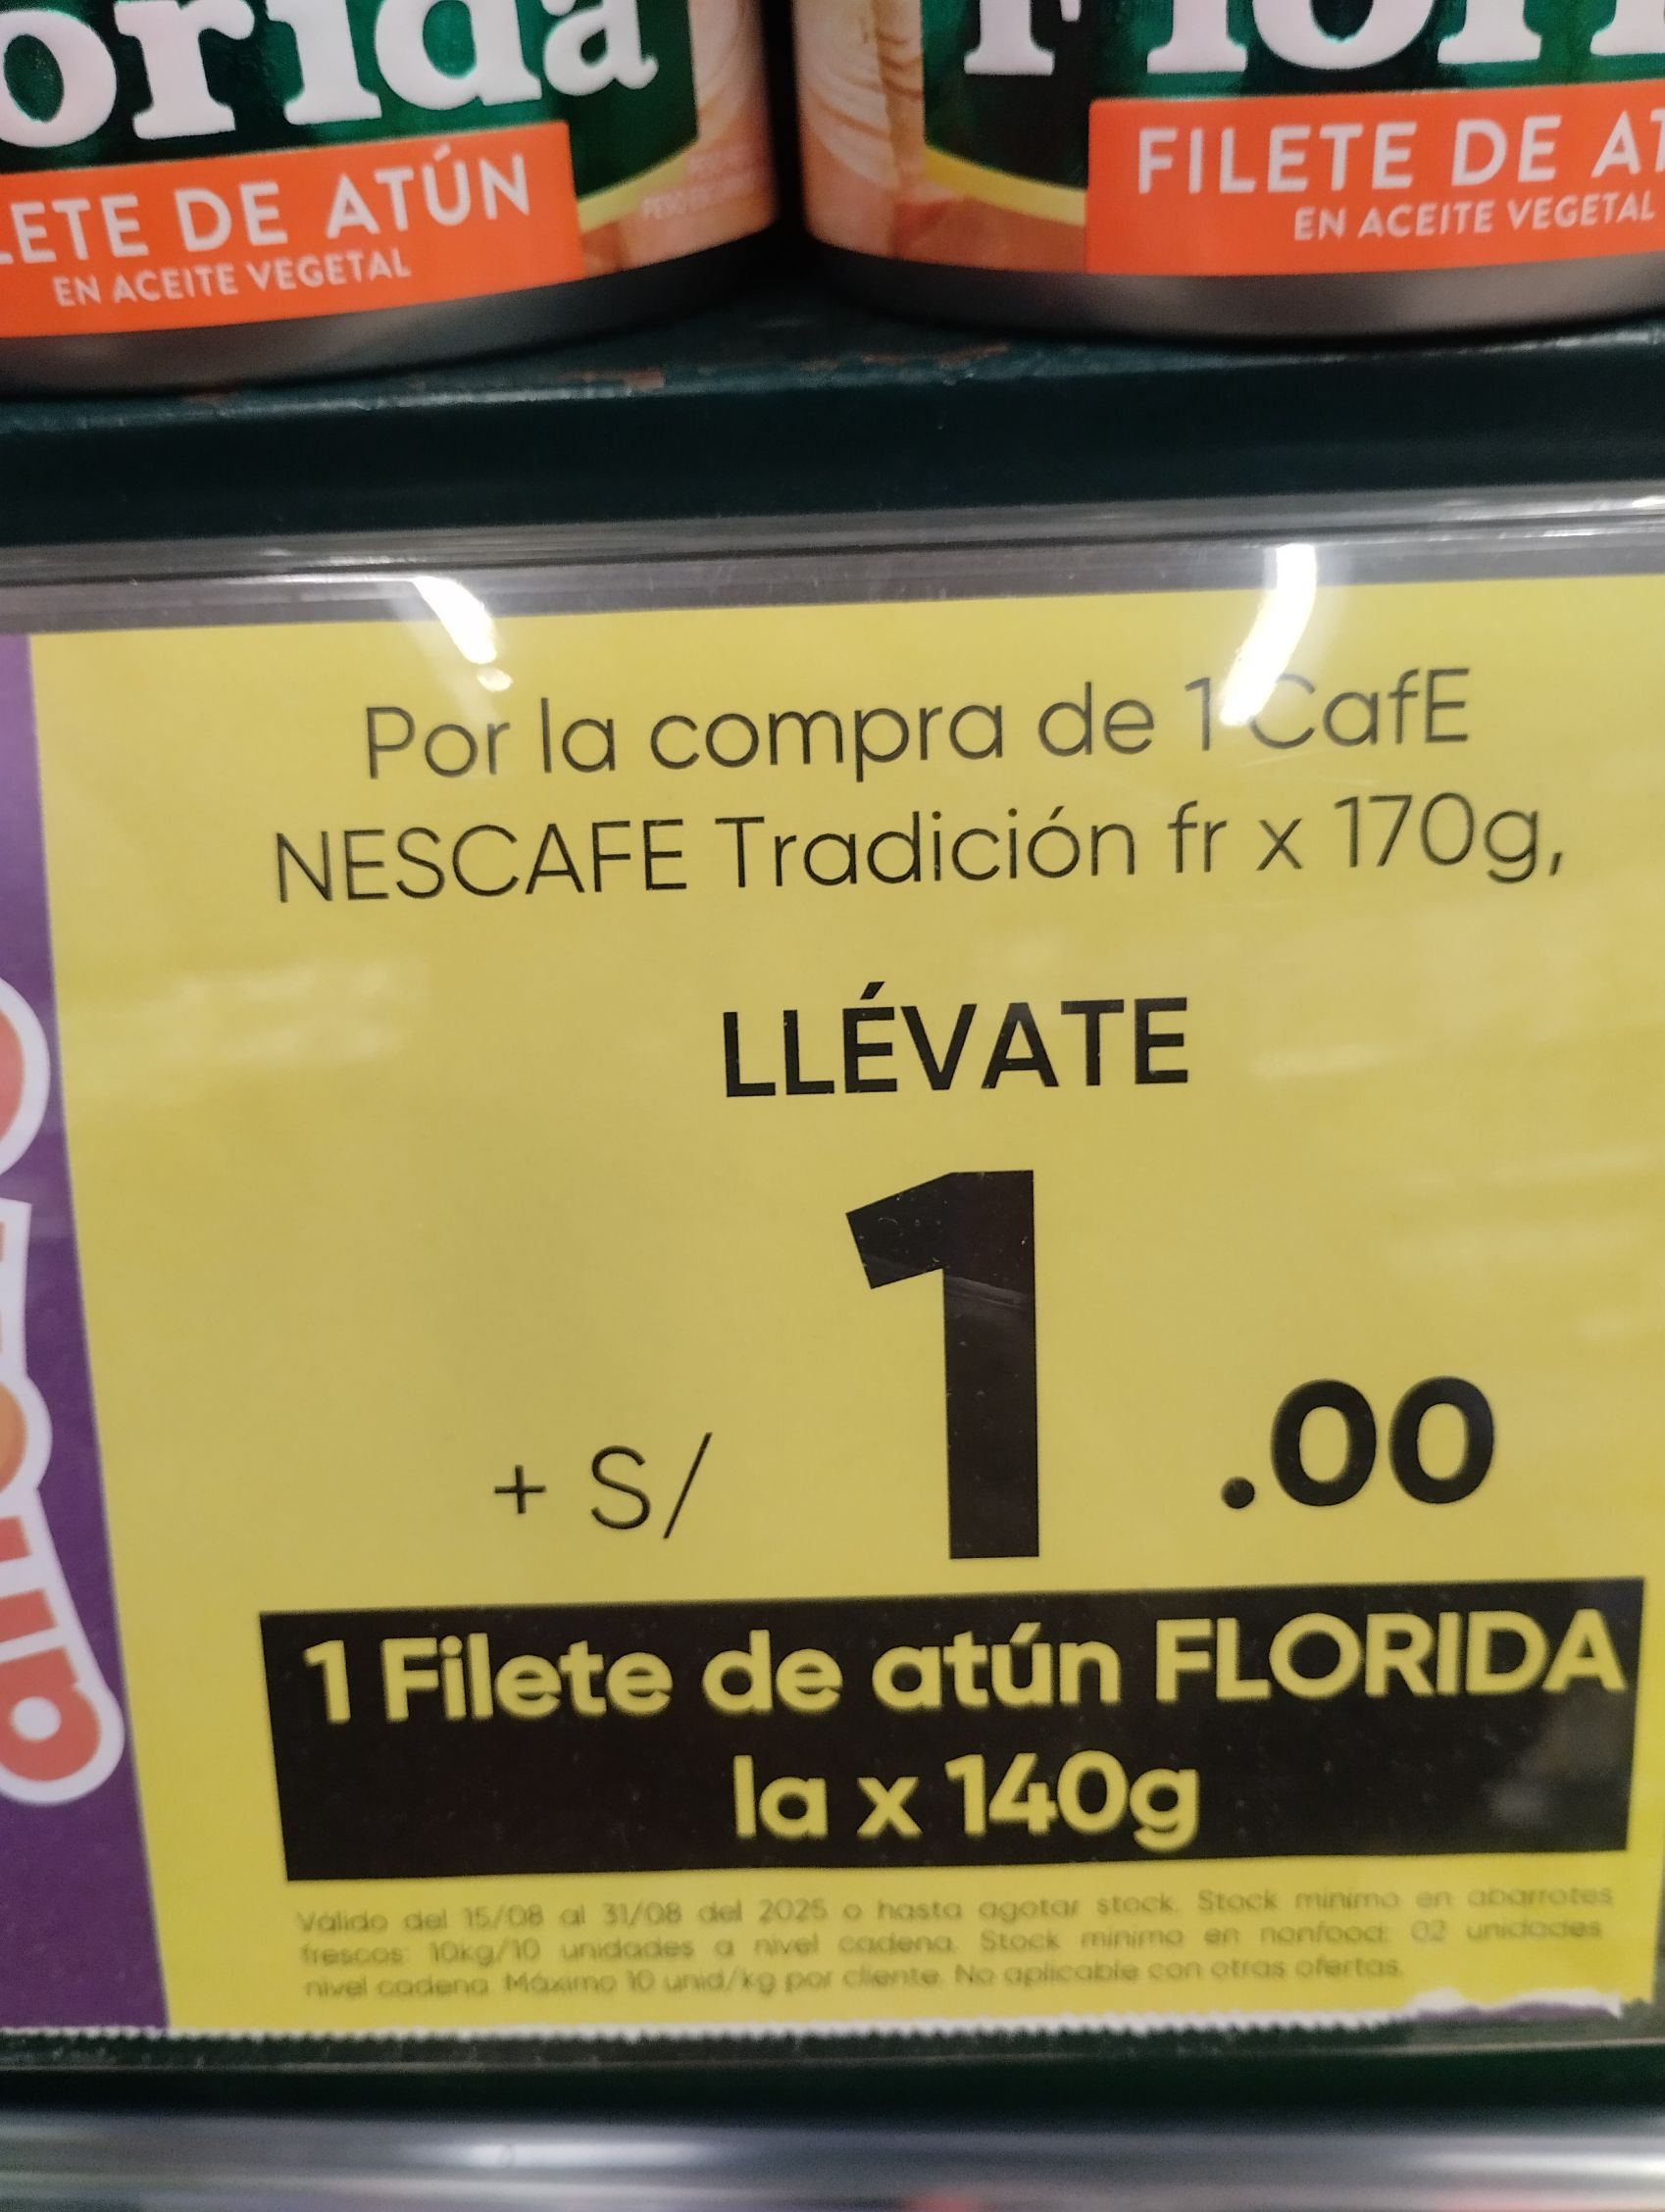 orida
LETE DE ATÚN
EN ACEITE VEGETAL
Flori
FILETE DE AT
EN ACEITE VEGETAL
Por la compra de 1 CafE
NESCAFE Tradición fr x 170g,
LLÉVATE
+ S/ 1.00
1 Filete de atún FLORIDA
la x 140g
Válido del 15/08 al 31/08 del 2025 o hasta agotar stock. Stock mínimo en abarrotes
frescos: 10kg/10 unidades a nivel cadena. Stock mínimo en nonfood: 02 unidades
nivel cadena. Máximo 10 unid/kg por cliente. No aplicable con otras ofertas.